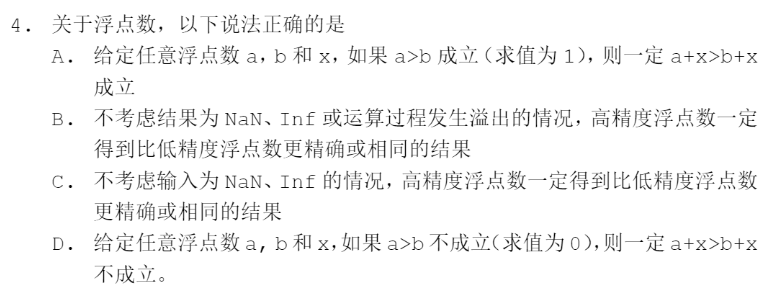 4. 关于浮点数，以下说法正确的是
A. 给定任意浮点数 a，b 和 x，如果 a>b 成立（求值为 1），则一定 a+x>b+x
成立
B. 不考虑结果为 NaN、Inf 或运算过程发生溢出的情况，高精度浮点数一定
得到比低精度浮点数更精确或相同的结果
C. 不考虑输入为 NaN、Inf 的情况，高精度浮点数一定得到比低精度浮点数
更精确或相同的结果
D. 给定任意浮点数 a, b 和 x，如果 a>b 不成立（求值为 0），则一定 a+x>b+x
不成立。